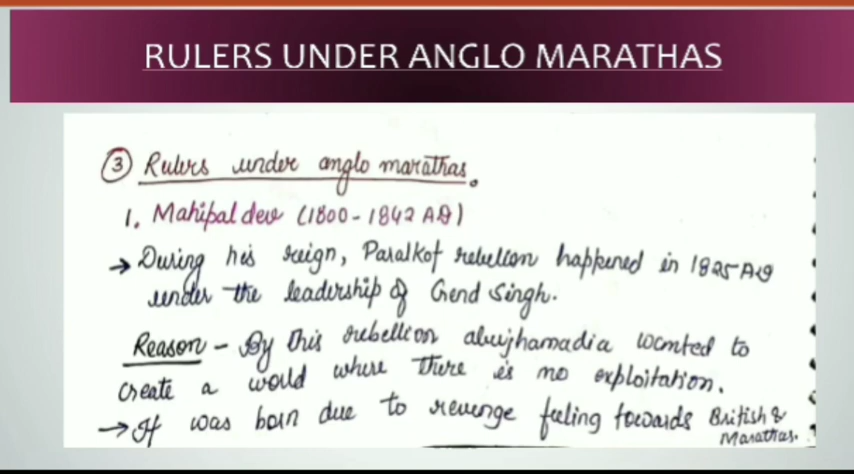 RULERS UNDER ANGLO MARATHAS
③ Rulers under anglo marathas.
1. Mahipal dev (1800-1842 AD)
→ During his reign, Paralkot rebellion happened in 1825 AD
under the leadership of Gend Singh.
Reason - By this rebellion abujhamadia wanted to
create a world where there is no exploitation.
→ It was born due to revenge feeling towards British &
Marathas.